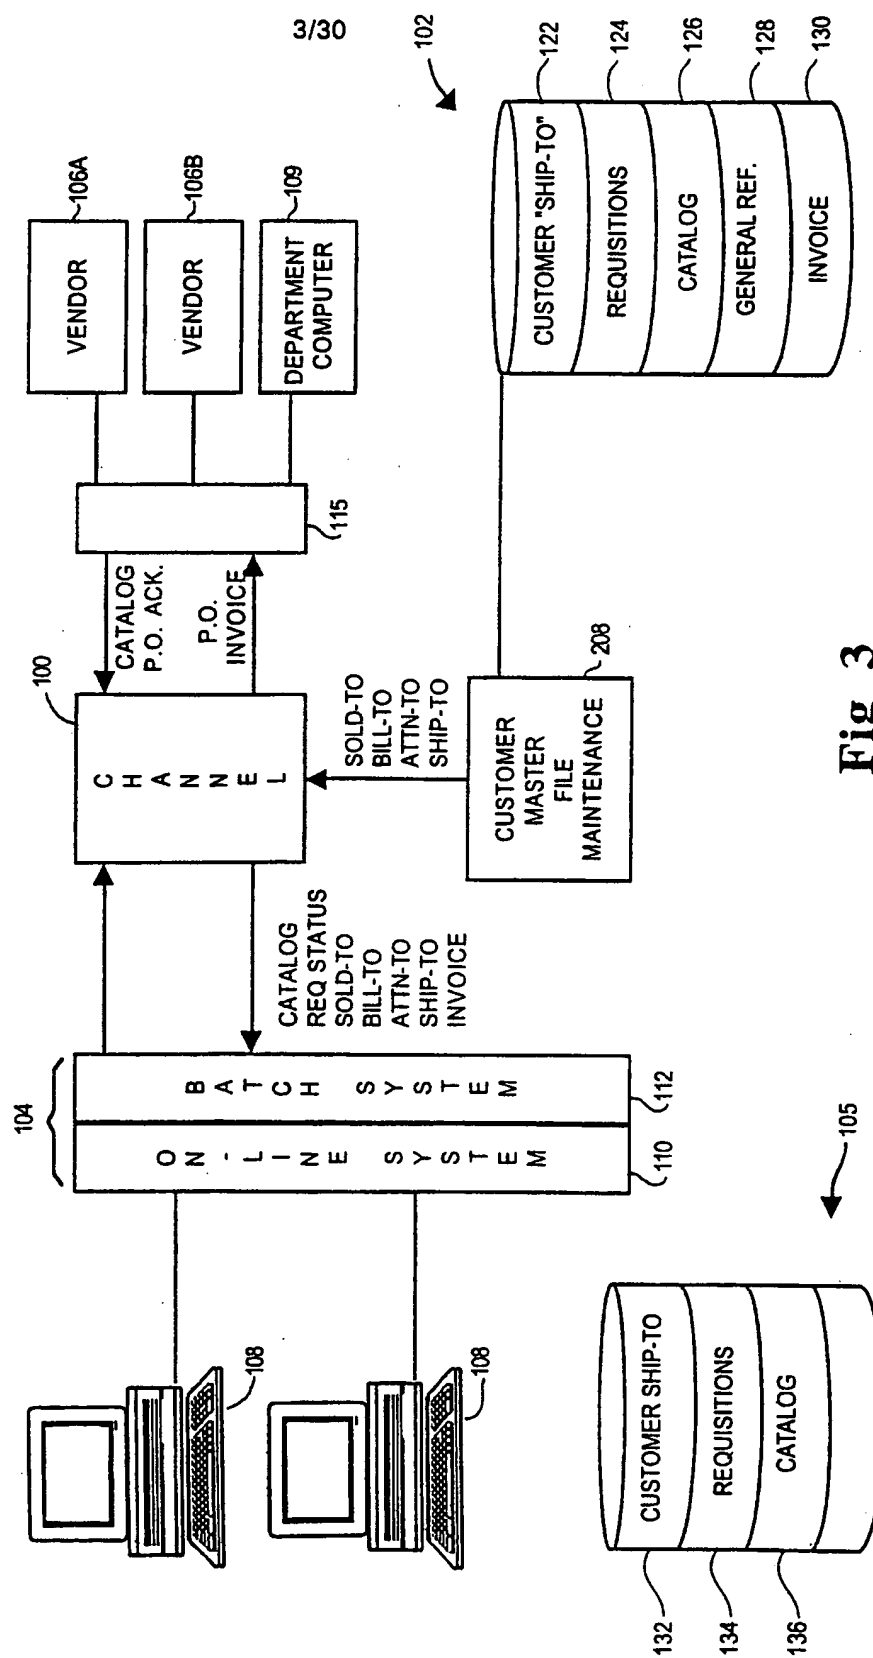 3/30
102
104
ON-LINE SYSTEM
BATCH SYSTEM
110
112
108
108
CATALOG
REQ STATUS
SOLD-TO
BILL-TO
ATTN-TO
SHIP-TO
INVOICE
100
CHANNEL
CATALOG
P.O. ACK.
P.O.
INVOICE
115
VENDOR
106A
VENDOR
106B
DEPARTMENT
COMPUTER
109
SOLD-TO
BILL-TO
ATTN-TO
SHIP-TO
CUSTOMER
MASTER
FILE
MAINTENANCE
208
CUSTOMER "SHIP-TO"
122
REQUISITIONS
124
CATALOG
126
GENERAL REF.
128
INVOICE
130
105
132
CUSTOMER SHIP-TO
134
REQUISITIONS
136
CATALOG
Fig. 3